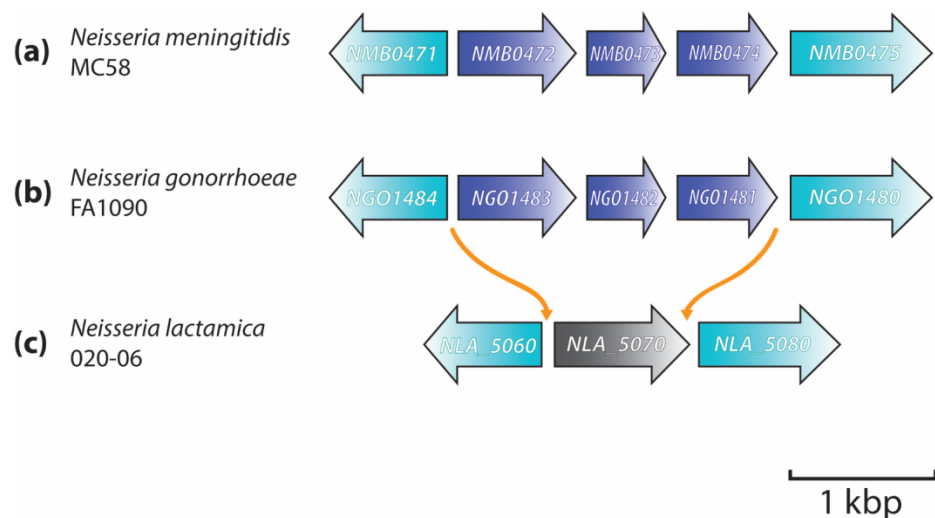 (a) Neisseria meningitidis MC58
NMB0471 NMB0472 NMB0473 NMB0474 NMB0475
(b) Neisseria gonorrhoeae FA1090
NGO1484 NGO1483 NGO1482 NGO1481 NGO1480
(c) Neisseria lactamica 020-06
NLA_5060 NLA_5070 NLA_5080
1 kbp